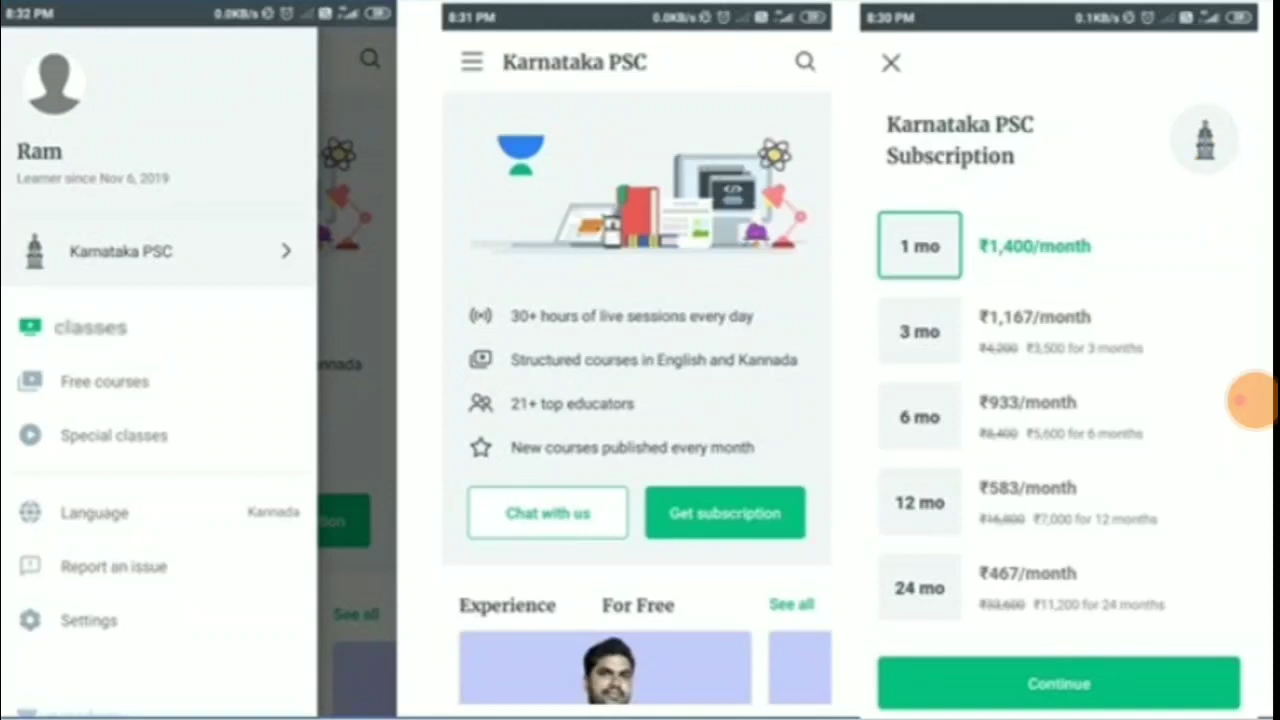 8:32 PM
0.0KB/s
Ram
Learner since Nov 6, 2019
Karnataka PSC
classes
Free courses
Special classes
Language
Kannada
Report an issue
Settings
nnada
See all
8:31 PM
0.0KB/s
Karnataka PSC
30+ hours of live sessions every day
Structured courses in English and Kannada
21+ top educators
New courses published every month
Chat with us
Get subscription
Experience For Free
See all
8:30 PM
0.1KB/s
Karnataka PSC
Subscription
1 mo
₹1,400/month
3 mo
₹1,167/month
₹4,200 ₹3,500 for 3 months
6 mo
₹933/month
₹8,400 ₹5,600 for 6 months
12 mo
₹583/month
₹16,800 ₹7,000 for 12 months
24 mo
₹467/month
₹33,600 ₹11,200 for 24 months
Continue